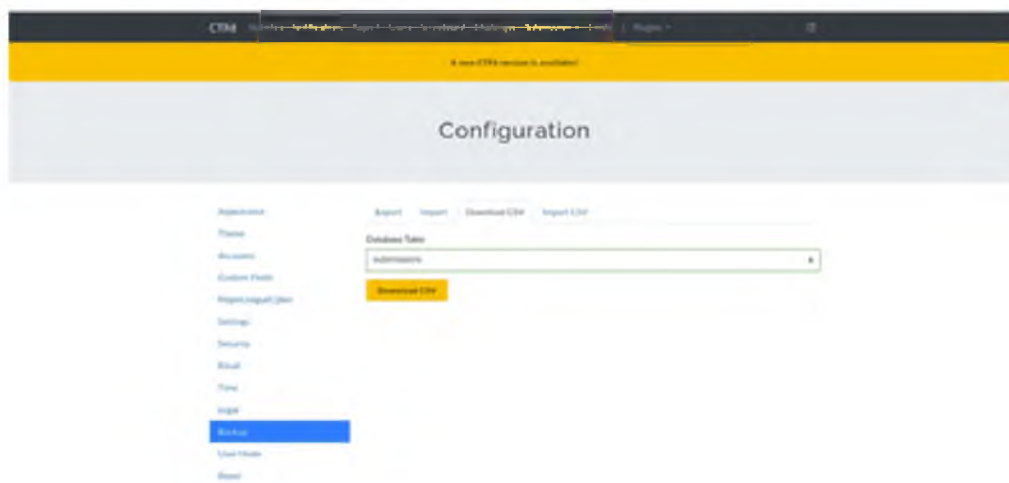 CTFd
Plugins
A new CTFd version is available!
Configuration
Appearance
Theme
Accounts
Custom Fields
Settings
Security
Email
Time
Legal
Backup
User Mode
Reset
Export Import Download CSV Import CSV
Database Table
submissions
Download CSV